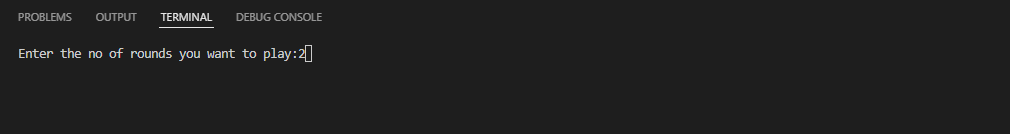 PROBLEMS OUTPUT TERMINAL DEBUG CONSOLE
Enter the no of rounds you want to play:2